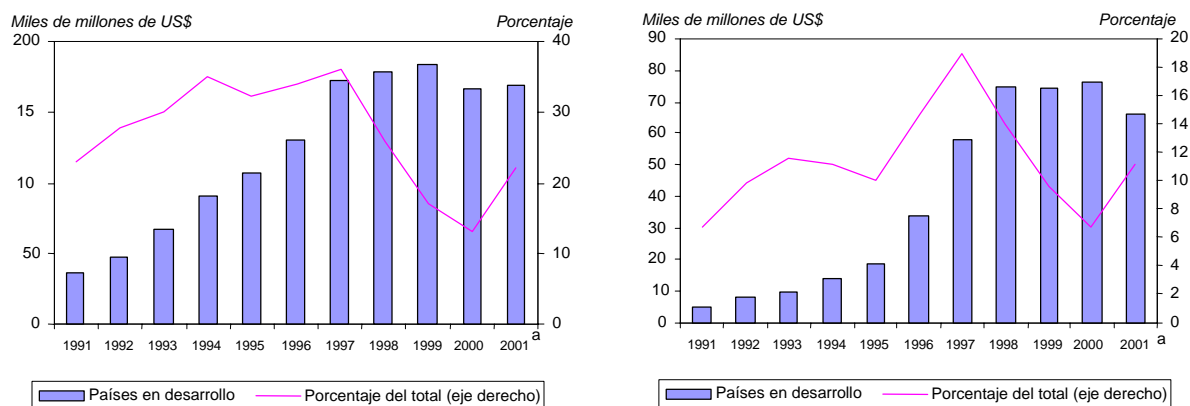 Miles de millones de US$ Porcentaje
200 40
15 30
10 20
50 10
0 0
1991 1992 1993 1994 1995 1996 1997 1998 1999 2000 2001 a
Países en desarrollo Porcentaje del total (eje derecho)
Miles de millones de US$ Porcentaje
90 20
80 18
70 16
60 14
50 12
40 10
30 8
20 6
10 4
0 2
0
1991 1992 1993 1994 1995 1996 1997 1998 1999 2000 2001 a
Países en desarrollo Porcentaje del total (eje derecho)